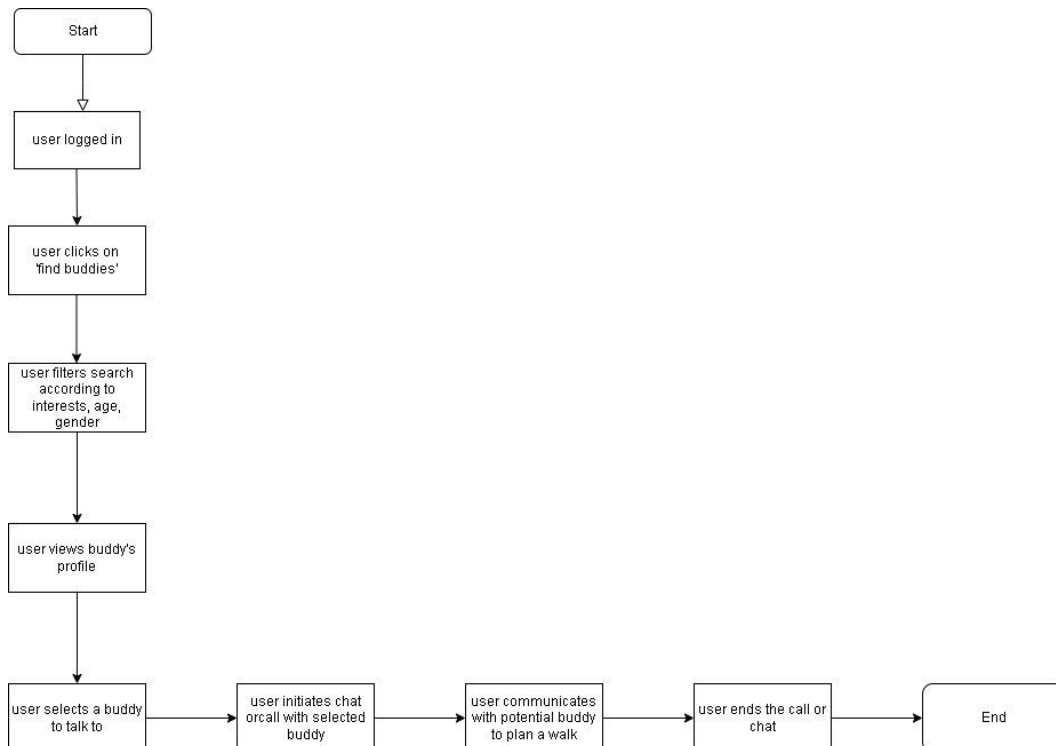 Start
user logged in
user clicks on
'find buddies'
user filters search
according to
interests, age,
gender
user views buddy's
profile
user selects a buddy
to talk to
user initiates chat
orcall with selected
buddy
user communicates
with potential buddy
to plan a walk
user ends the call or
chat
End